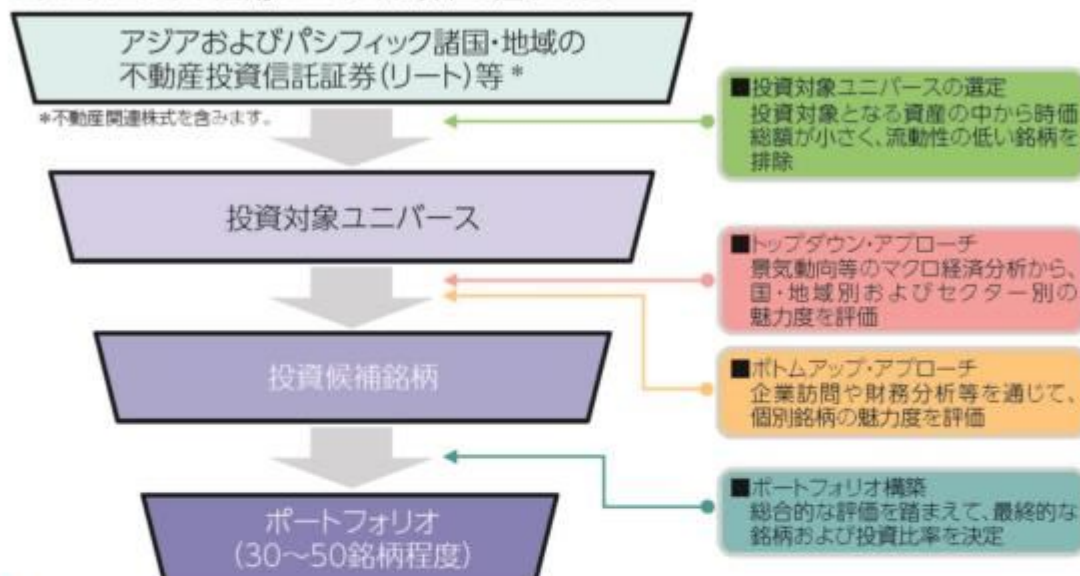 アジアおよびパシフィック諸国・地域の
不動産投資信託証券(リート)等*
*不動産関連株式を含みます。
■投資対象ユニバースの選定
投資対象となる資産の中から時価
総額が小さく、流動性の低い銘柄を
排除
投資対象ユニバース
■トップダウン・アプローチ
景気動向等のマクロ経済分析から、
国・地域別およびセクター別の
魅力度を評価
投資候補銘柄
■ボトムアップ・アプローチ
企業訪問や財務分析等を通じて、
個別銘柄の魅力度を評価
■ポートフォリオ構築
総合的な評価を踏まえて、最終的な
銘柄および投資比率を決定
ポートフォリオ
(30～50銘柄程度)